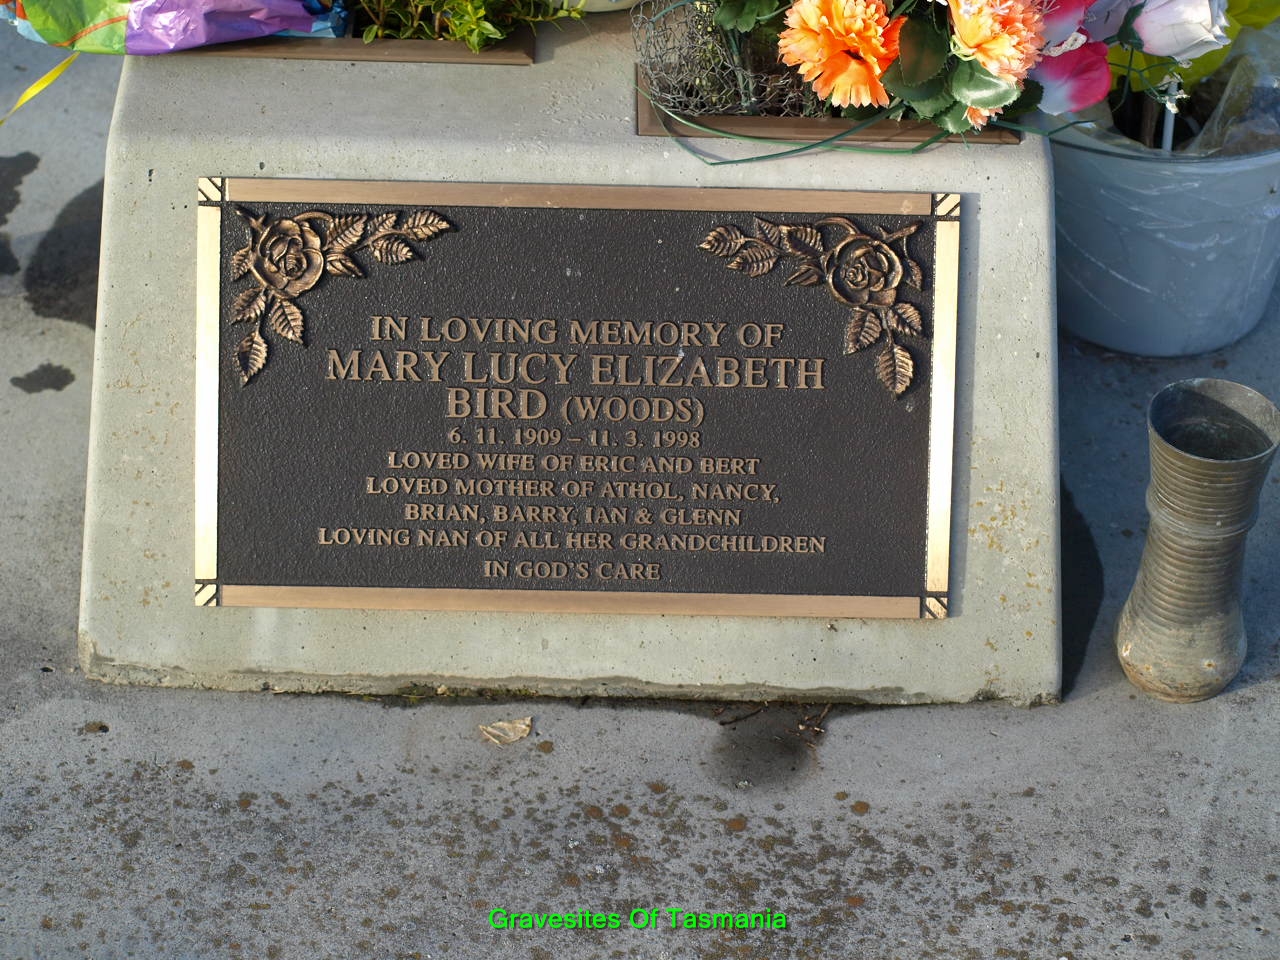 IN LOVING MEMORY OF
MARY LUCY ELIZABETH
BIRD (WOODS)
6. 11. 1909 – 11. 3. 1998
LOVED WIFE OF ERIC AND BERT
LOVED MOTHER OF ATHOL, NANCY,
BRIAN, BARRY, IAN & GLENN
LOVING NAN OF ALL HER GRANDCHILDREN
IN GOD'S CARE
Gravesites Of Tasmania